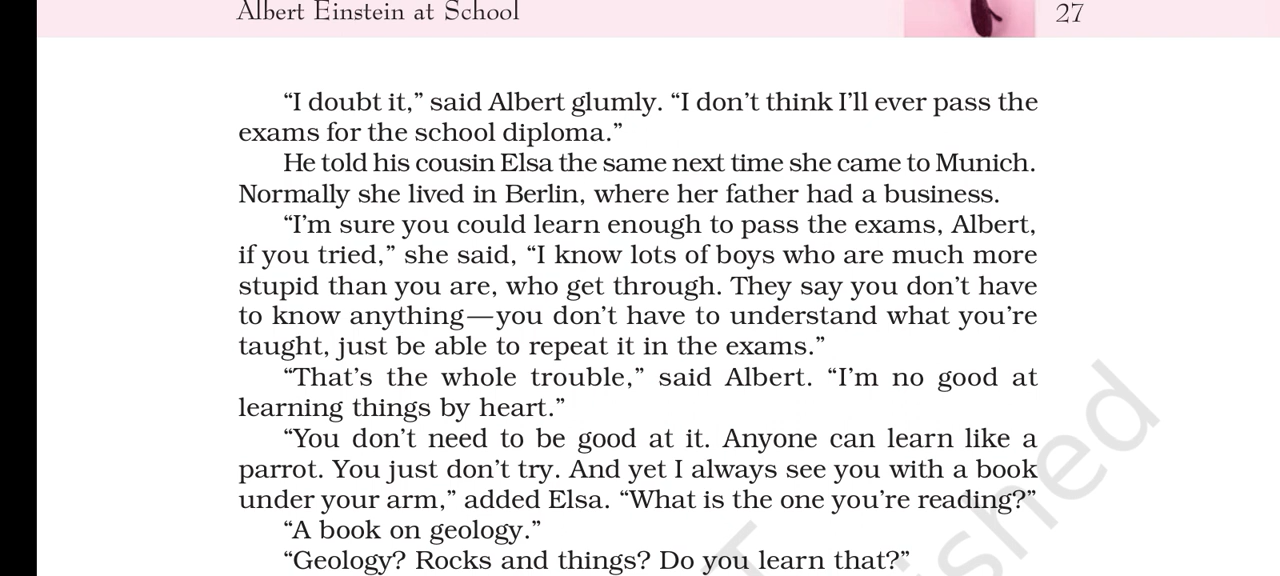 Albert Einstein at School
27
“I doubt it,” said Albert glumly. “I don’t think I’ll ever pass the
exams for the school diploma.”
He told his cousin Elsa the same next time she came to Munich.
Normally she lived in Berlin, where her father had a business.
“I’m sure you could learn enough to pass the exams, Albert,
if you tried,” she said, “I know lots of boys who are much more
stupid than you are, who get through. They say you don’t have
to know anything—you don’t have to understand what you’re
taught, just be able to repeat it in the exams.”
“That’s the whole trouble,” said Albert. “I’m no good at
learning things by heart.”
“You don’t need to be good at it. Anyone can learn like a
parrot. You just don’t try. And yet I always see you with a book
under your arm,” added Elsa. “What is the one you’re reading?”
“A book on geology.”
“Geology? Rocks and things? Do you learn that?”